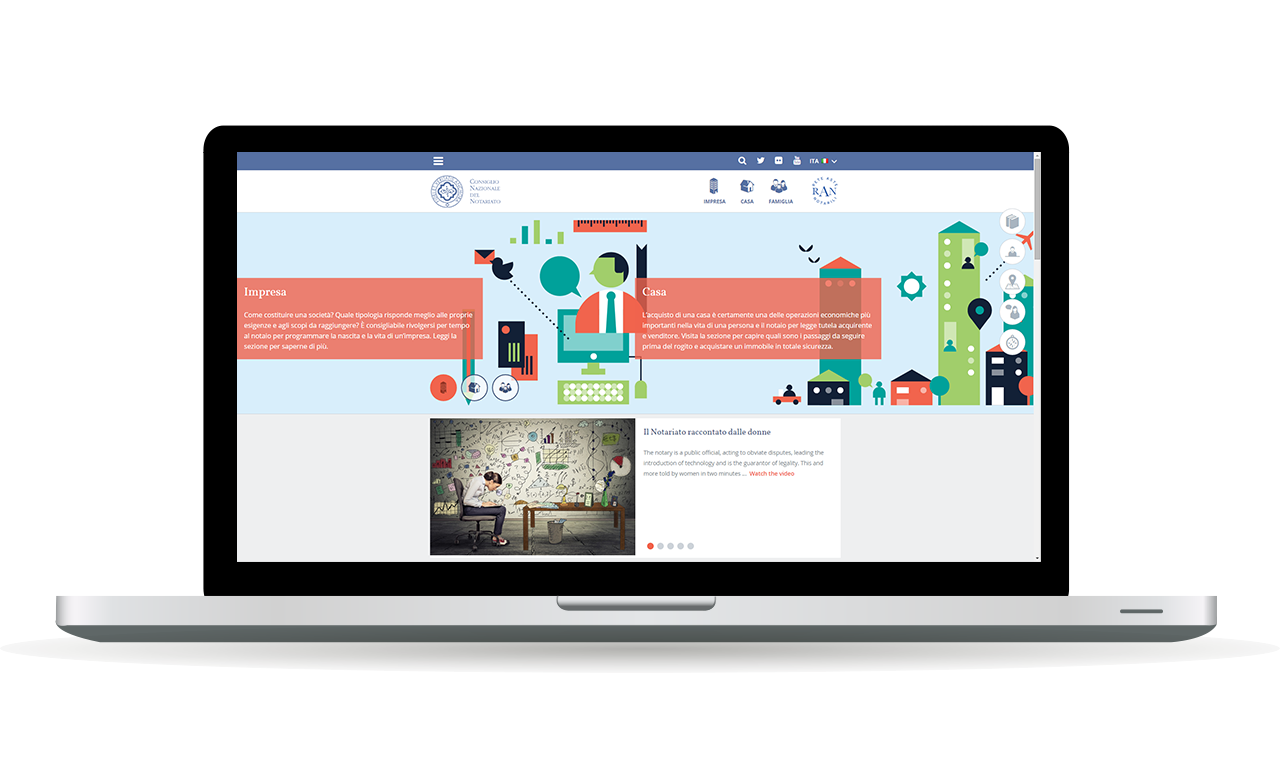 ITA
CONSIGLIO
NAZIONALE
DEL
NOTARIATO
IMPRESA
CASA
FAMIGLIA
RETE RETE
RAN
NOTARILI
Impresa
Come costituire una società? Quale tipologia risponde meglio alle proprie
esigenze e agli scopi da raggiungere? È consigliabile rivolgersi per tempo
al notaio per programmare la nascita e la vita di un'impresa. Leggi la
sezione per saperne di più.
Casa
L'acquisto di una casa è certamente una delle operazioni economiche più
importanti nella vita di una persona e il notaio per legge tutela acquirente
e venditore. Visita la sezione per capire quali sono i passaggi da seguire
prima del rogito e acquistare un immobile in totale sicurezza.
Il Notariato raccontato dalle donne
The notary is a public official, acting to obviate disputes, leading the
introduction of technology and is the guarantor of legality. This and
more told by women in two minutes ... Watch the video